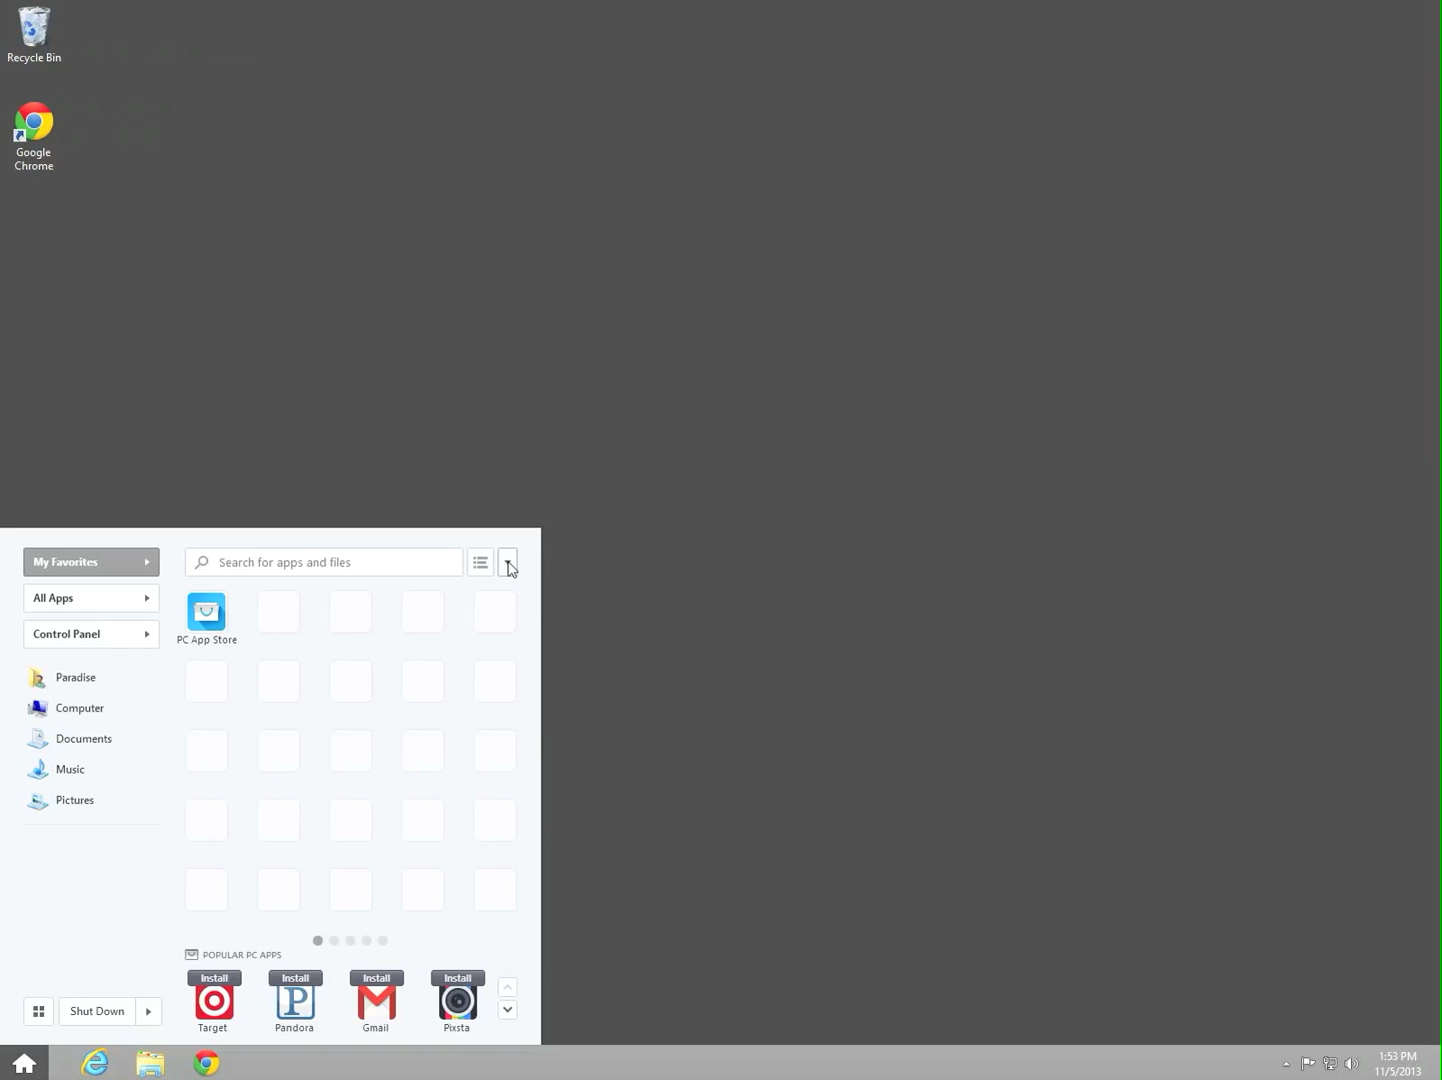 Recycle Bin
Google
Chrome
My Favorites
Search for apps and files
All Apps
PC App Store
Control Panel
Paradise
Computer
Documents
Music
Pictures
POPULAR PC APPS
Install
Install
Install
Install
Target
Pandora
Gmail
Pixsta
Shut Down
1:53 PM
11/5/2013